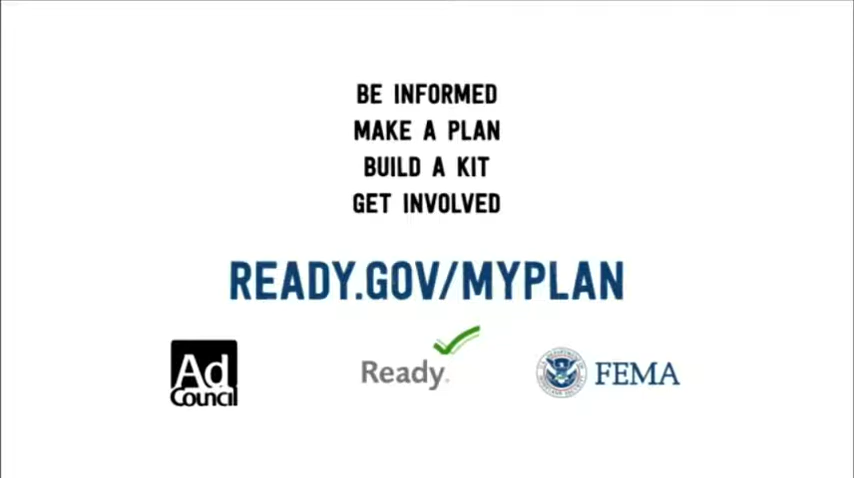 BE INFORMED
MAKE A PLAN
BUILD A KIT
GET INVOLVED
READY.GOV/MYPLAN
Ad
Council
Ready
FEMA